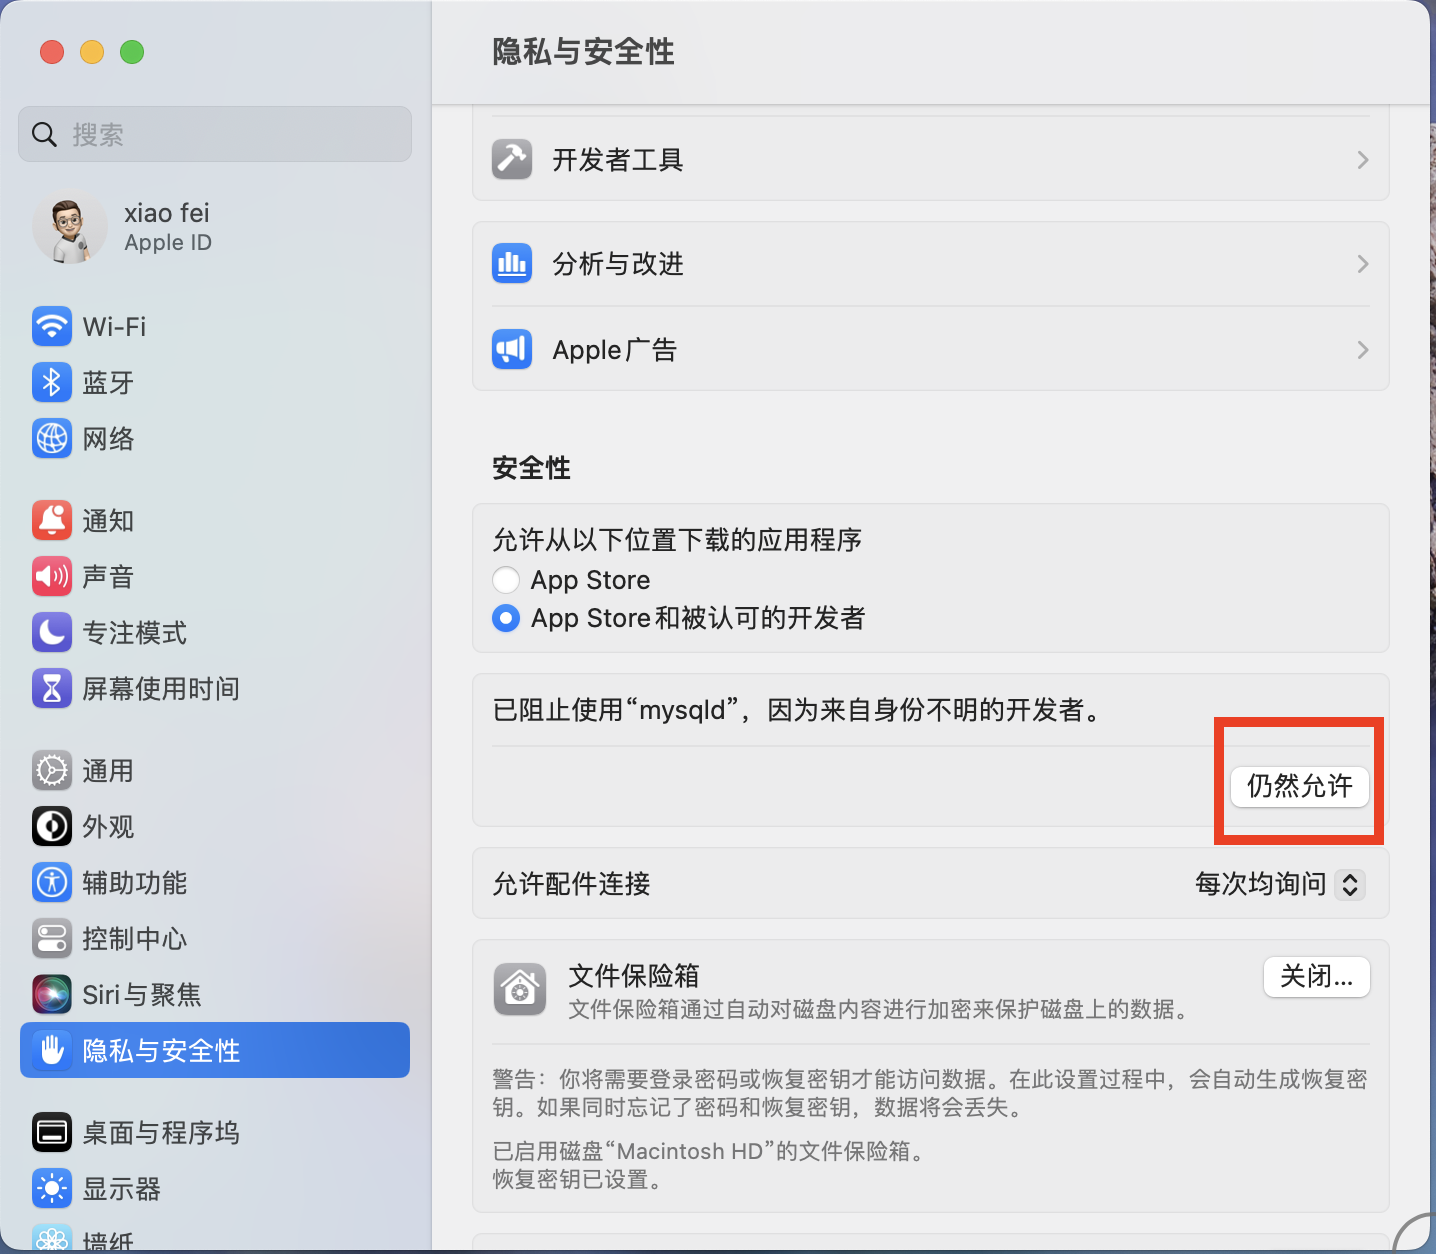 搜索
xiao fei
Apple ID
Wi-Fi
蓝牙
网络
通知
声音
专注模式
屏幕使用时间
通用
外观
辅助功能
控制中心
Siri与聚焦
隐私与安全性
桌面与程序坞
显示器
墙纸
隐私与安全性
开发者工具
分析与改进
Apple广告
安全性
允许从以下位置下载的应用程序
App Store
App Store和被认可的开发者
已阻止使用“mysqld”，因为来自身份不明的开发者。
仍然允许
允许配件连接
每次均询问
文件保险箱
关闭...
文件保险箱通过自动对磁盘内容进行加密来保护磁盘上的数据。
警告：你将需要登录密码或恢复密钥才能访问数据。在此设置过程中，会自动生成恢复密
钥。如果同时忘记了密码和恢复密钥，数据将会丢失。
已启用磁盘“Macintosh HD”的文件保险箱。
恢复密钥已设置。